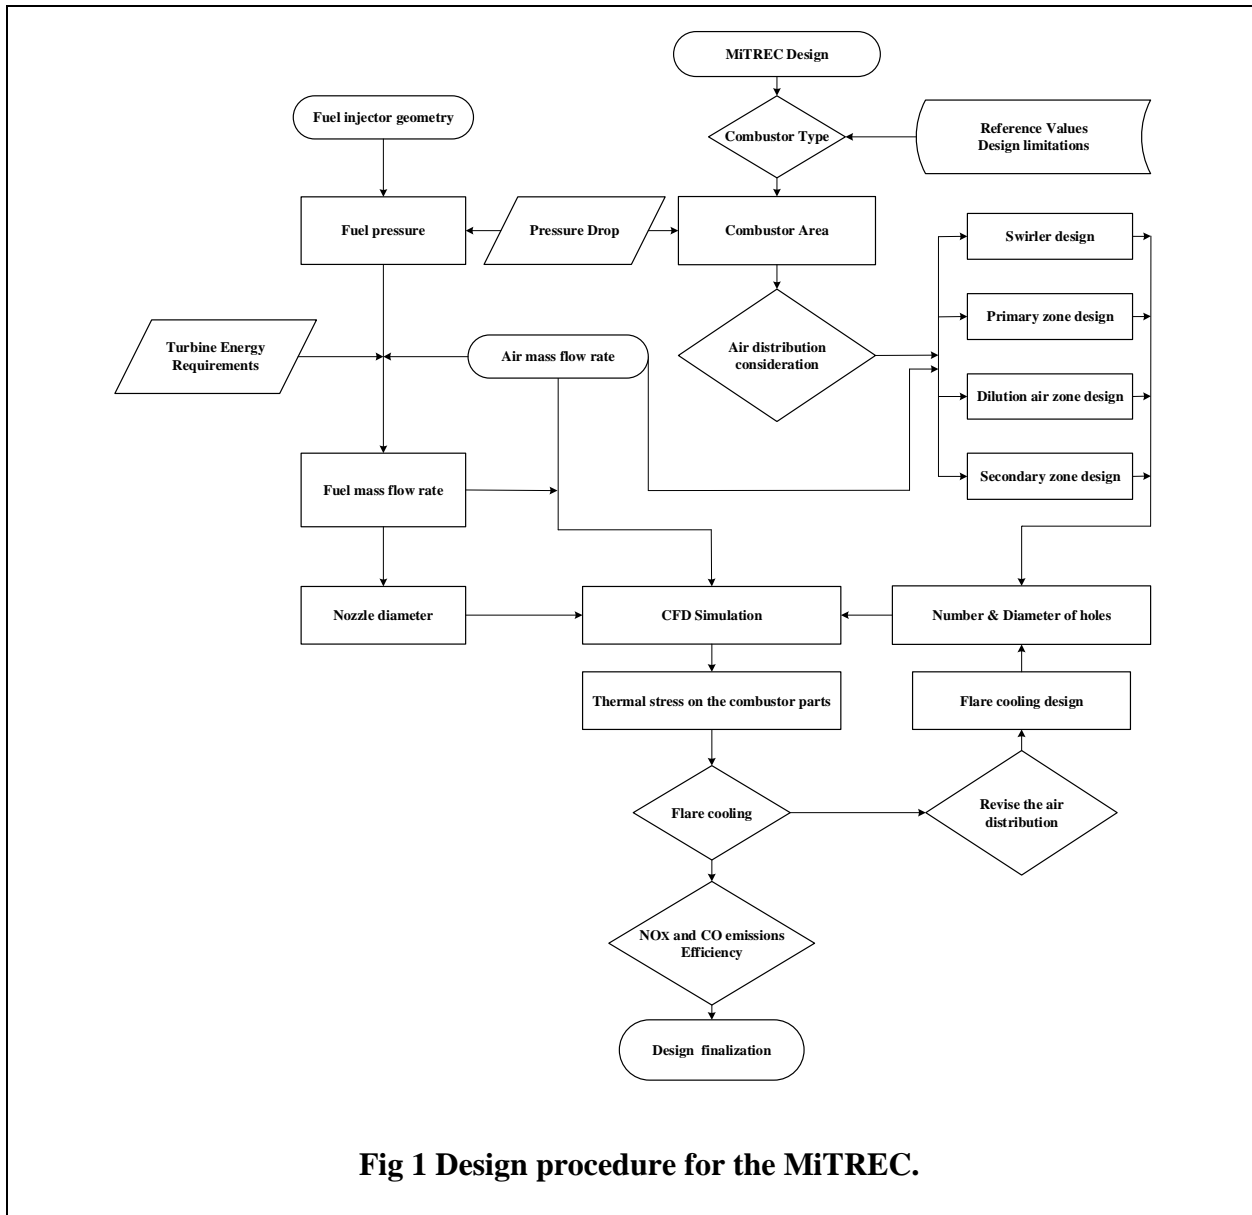 MiTREC Design
Fuel injector geometry
Combustor Type
Reference Values
Design limitations
Fuel pressure
Pressure Drop
Combustor Area
Swirler design
Primary zone design
Turbine Energy
Requirements
Air mass flow rate
Air distribution
consideration
Dilution air zone design
Secondary zone design
Fuel mass flow rate
Nozzle diameter
CFD Simulation
Number & Diameter of holes
Thermal stress on the combustor parts
Flare cooling design
Flare cooling
Revise the air
distribution
NOx and CO emissions
Efficiency
Design finalization
Fig 1 Design procedure for the MiTREC.